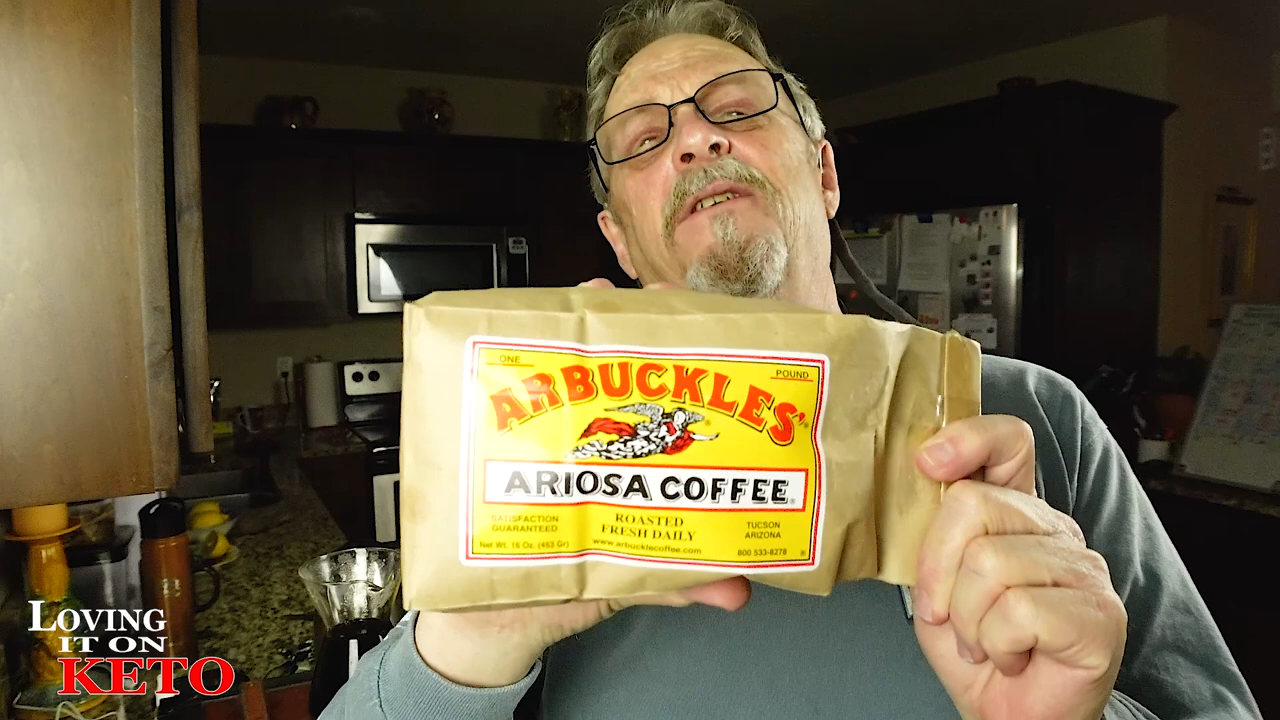 ONE
POUND
ARBUCKLES'
ARIOSA COFFEE
SATISFACTION
GUARANTEED
Net Wt. 16 Oz. (453 Gr)
ROASTED
FRESH DAILY
www.arbucklecoffee.com
TUCSON
ARIZONA
800 533-8278
LOVING
IT ON
KETO